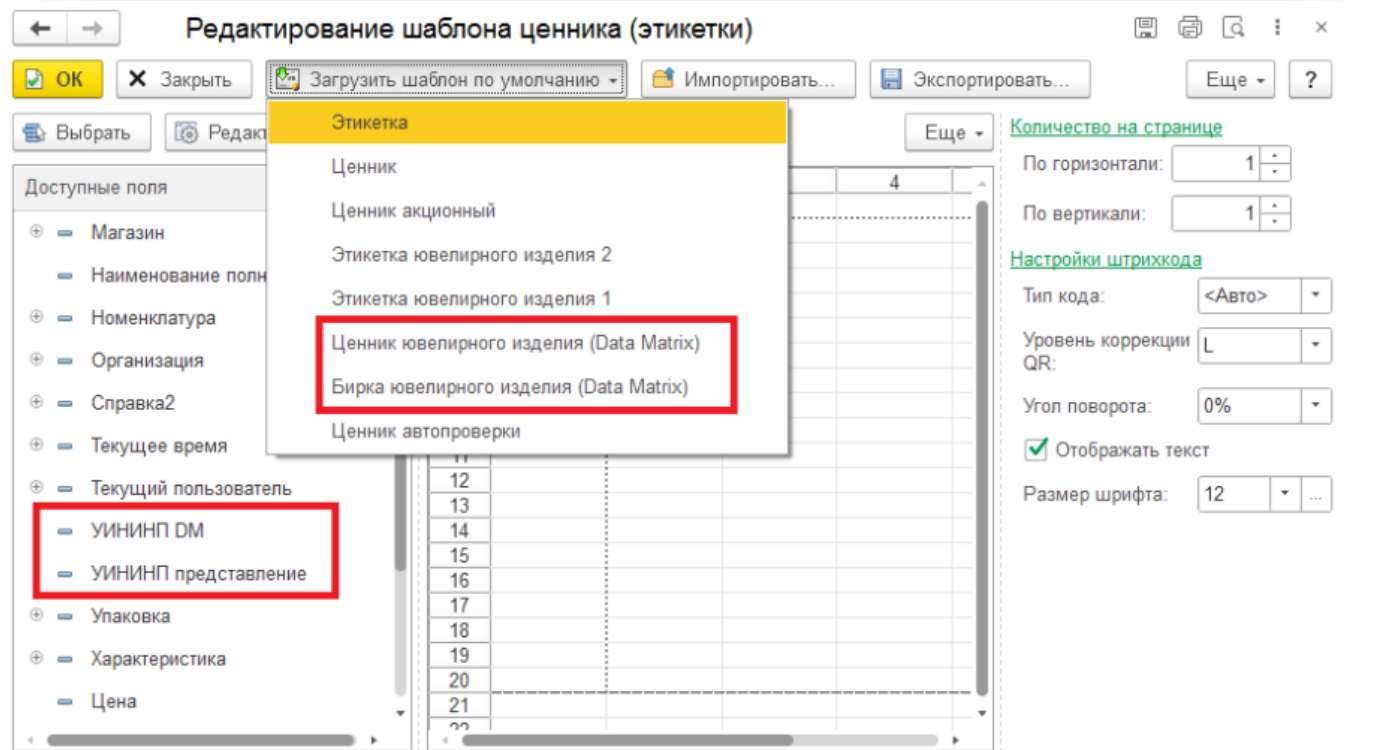 Редактирование шаблона ценника (этикетки)
ОК
Закрыть
Загрузить шаблон по умолчанию
Импортировать...
Экспортировать...
Еще
?
Выбрать
Редакт
Еще
Этикетка
Ценник
Ценник акционный
Этикетка ювелирного изделия 2
Этикетка ювелирного изделия 1
Ценник ювелирного изделия (Data Matrix)
Бирка ювелирного изделия (Data Matrix)
Ценник автопроверки
Доступные поля
Магазин
Наименование полн
Номенклатура
Организация
Справка2
Текущее время
Текущий пользователь
УИНИНП DM
УИНИНП представление
Упаковка
Характеристика
Цена
4
11
12
13
14
15
16
17
18
19
20
21
22
Количество на странице
По горизонтали: 1
По вертикали: 1
Настройки штрихкода
Тип кода: <Авто>
Уровень коррекции L
QR:
Угол поворота: 0%
Отображать текст
Размер шрифта: 12 ...